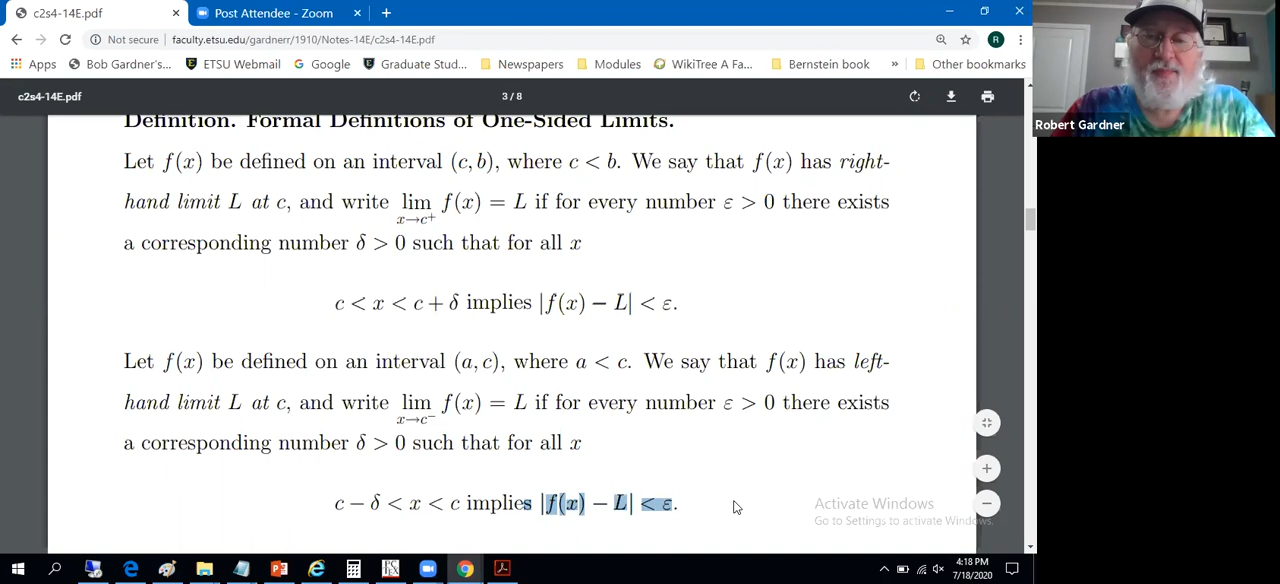 c2s4-14E.pdf
Post Attendee - Zoom
Not secure | faculty.etsu.edu/gardnerr/1910/Notes-14E/c2s4-14E.pdf
R
Apps Bob Gardner's... ETSU Webmail Google Graduate Stud... Newspapers Modules WikiTree A Fa... Bernstein book » Other bookmarks
c2s4-14E.pdf 3 / 8
Robert Gardner
Definition. Formal Definitions of One-Sided Limits.
Let f(x) be defined on an interval (c, b), where c < b. We say that f(x) has right-
hand limit L at c, and write lim x→c⁺ f(x) = L if for every number ε > 0 there exists
a corresponding number δ > 0 such that for all x
c < x < c + δ implies |f(x) − L| < ε.
Let f(x) be defined on an interval (a, c), where a < c. We say that f(x) has left-
hand limit L at c, and write lim x→c⁻ f(x) = L if for every number ε > 0 there exists
a corresponding number δ > 0 such that for all x
c − δ < x < c implies |f(x) − L| < ε.
Activate Windows
Go to Settings to activate Windows.
4:18 PM
7/18/2020